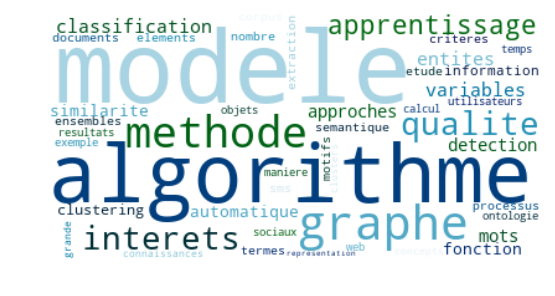 corpus
classification
apprentissage
documents elements nombre criteres
modele
extraction
temps
entites
etude information
variables
utilisateurs
similarite
objets
approches
calcul
ensembles
semantique
qualite
resultats
methode
exemple
detection
motifs
algorithme
maniere
sms
clusters
clustering
automatique
graphe
processus
ontologie
interets
sociaux
mots
grande
connaissances
termes
representation
web
concepts
fonction